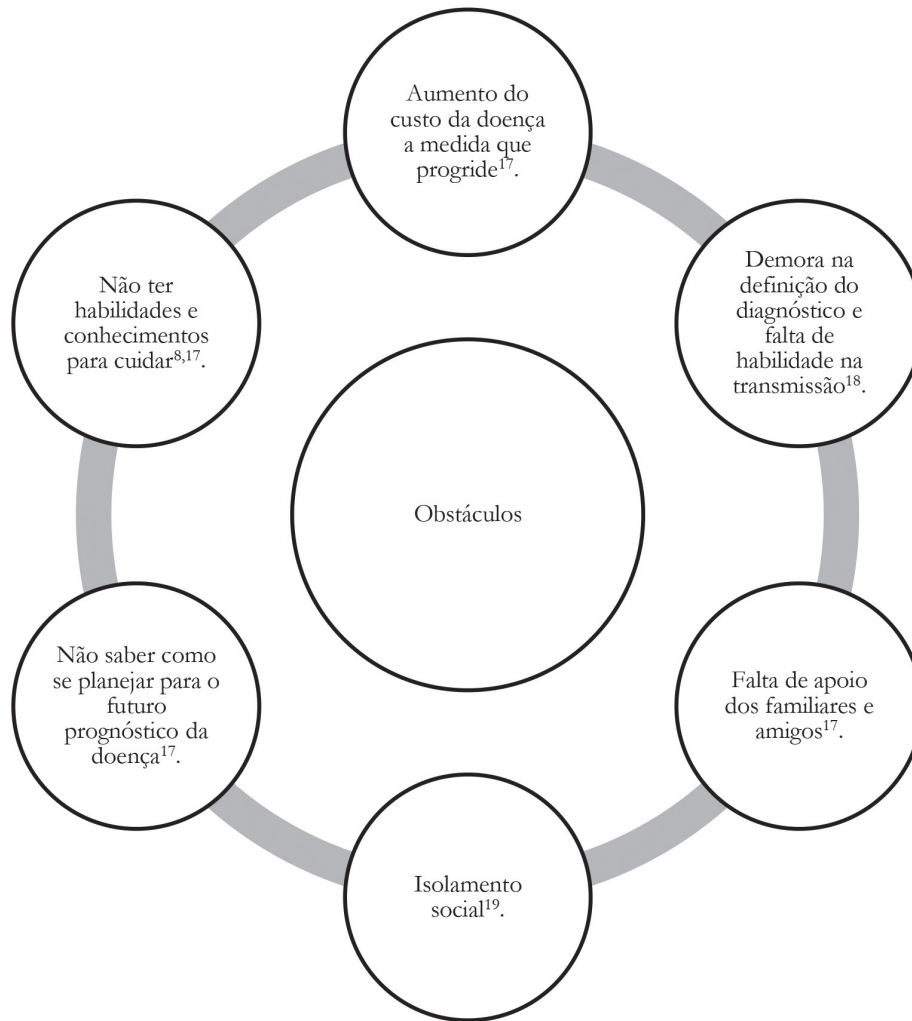 Aumento do
custo da doença
a medida que
progride¹⁷.
Demora na
definição do
diagnóstico e
falta de
habilidade na
transmissão¹⁸.
Falta de apoio
dos familiares e
amigos¹⁷.
Isolamento
social¹⁹.
Não saber como
se planejar para o
futuro
prognóstico da
doença¹⁷.
Não ter
habilidades e
conhecimentos
para cuidar⁸,¹⁷.
Obstáculos